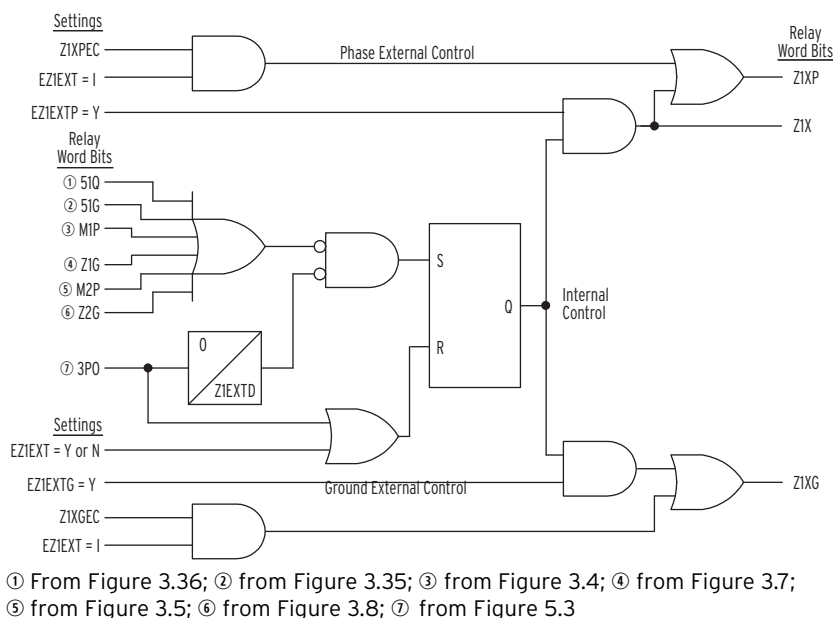 Settings
Z1XPEC
EZ1EXT = I
Phase External Control
Relay
Word Bits
Z1XP
EZ1EXTP = Y
Z1X
Relay
Word Bits
① 51Q
② 51G
③ M1P
④ Z1G
⑤ M2P
⑥ Z2G
S
Q
R
Internal
Control
⑦ 3PO
0
Z1EXTD
Settings
EZ1EXT = Y or N
EZ1EXTG = Y
Ground External Control
Z1XG
Z1XGEC
EZ1EXT = I
① From Figure 3.36; ② from Figure 3.35; ③ from Figure 3.4; ④ from Figure 3.7;
⑤ from Figure 3.5; ⑥ from Figure 3.8; ⑦ from Figure 5.3